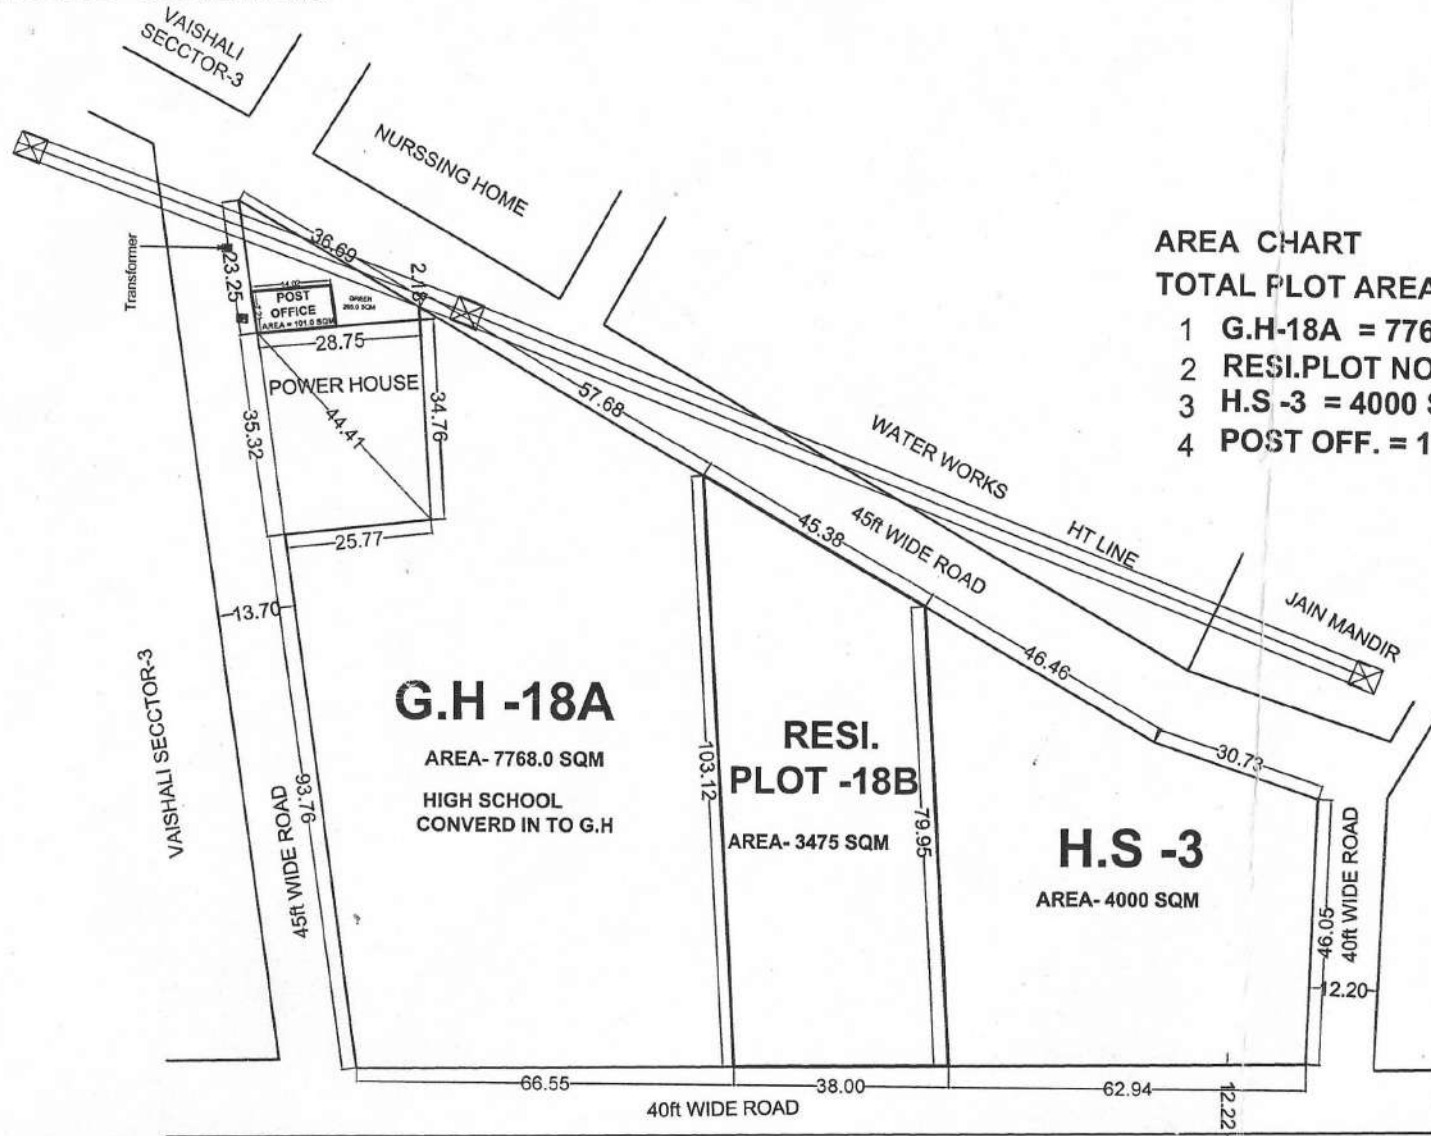 VAISHALI
SECCTOR-3
NURSSING HOME
AREA CHART
TOTAL PLOT AREA
1 G.H-18A = 776
2 RESI.PLOT NO
3 H.S -3 = 4000
4 POST OFF. = 1
Transformer
36.69
2.18
23.25
POST
OFFICE
AREA = 101.0 SQM
GREEN
28.75
POWER HOUSE
44.41
34.76
35.32
25.77
57.68
WATER WORKS
HT LINE
JAIN MANDIR
45.38
45ft WIDE ROAD
46.46
30.73
13.70
VAISHALI SECCTOR-3
45ft WIDE ROAD
93.76
G.H -18A
AREA- 7768.0 SQM
HIGH SCHOOL
CONVERD IN TO G.H
103.12
RESI.
PLOT -18B
AREA- 3475 SQM
79.95
H.S -3
AREA- 4000 SQM
46.05
40ft WIDE ROAD
12.20
66.55
38.00
62.94
12.22
40ft WIDE ROAD